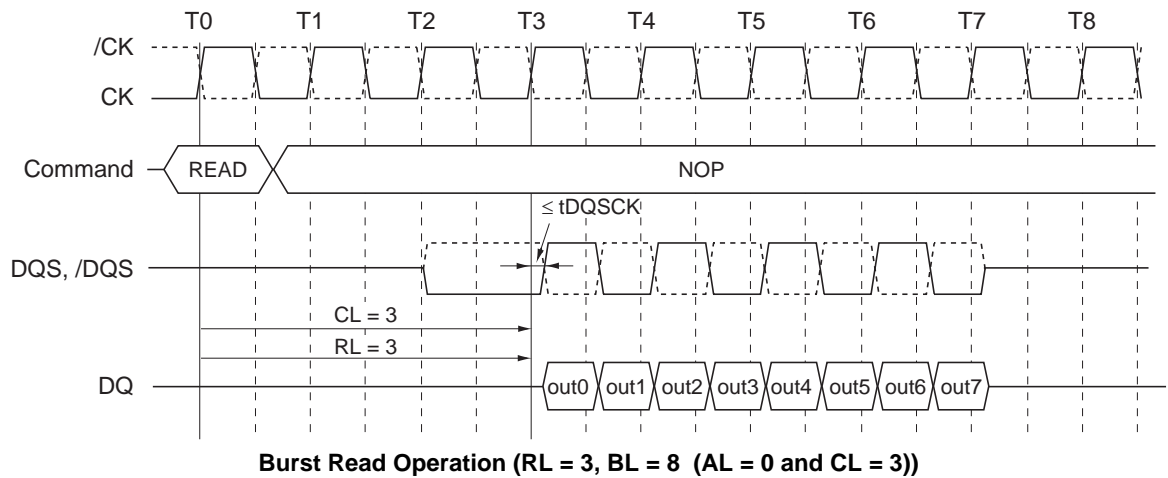 T0 T1 T2 T3 T4 T5 T6 T7 T8
/CK
CK
Command READ NOP
≤ tDQSCK
DQS, /DQS
CL = 3
RL = 3
DQ out0 out1 out2 out3 out4 out5 out6 out7
Burst Read Operation (RL = 3, BL = 8 (AL = 0 and CL = 3))